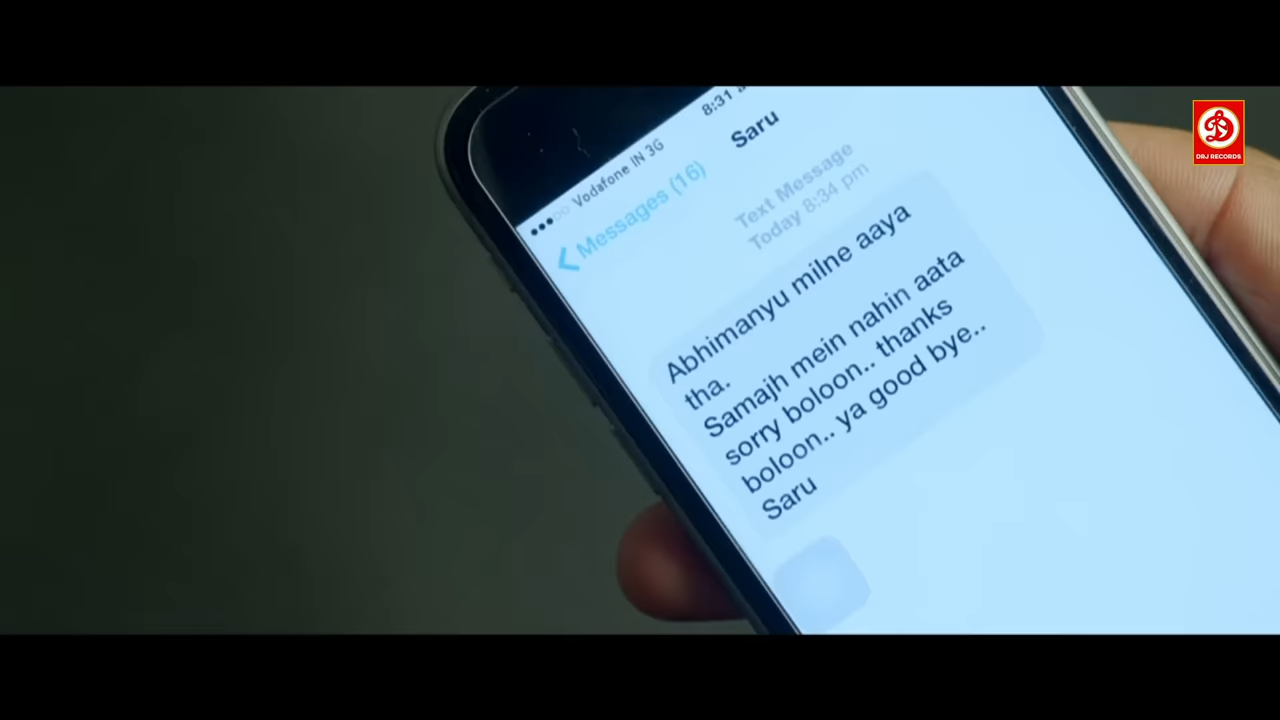 DRJ RECORDS
Vodafone IN 3G
8:31
Messages (16)
Saru
Text Message
Today 8:34 pm
Abhimanyu milne aaya
tha.
Samajh mein nahin aata
sorry boloon.. thanks
boloon.. ya good bye..
Saru